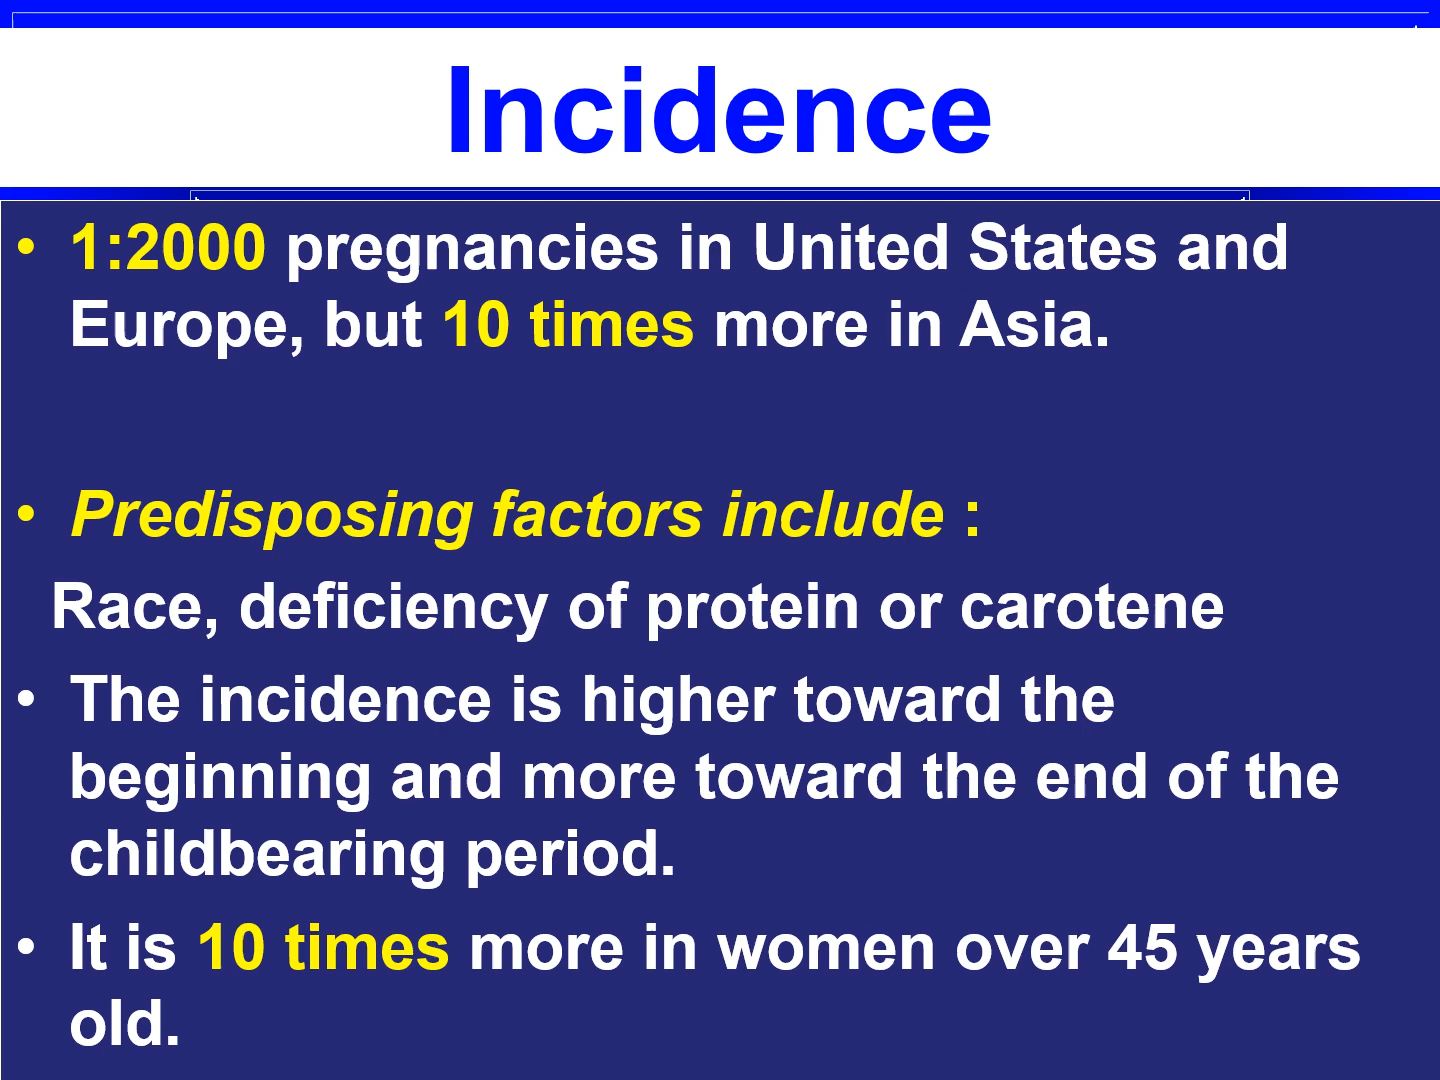 Incidence
• 1:2000 pregnancies in United States and
Europe, but 10 times more in Asia.
• Predisposing factors include :
Race, deficiency of protein or carotene
• The incidence is higher toward the
beginning and more toward the end of the
childbearing period.
• It is 10 times more in women over 45 years
old.